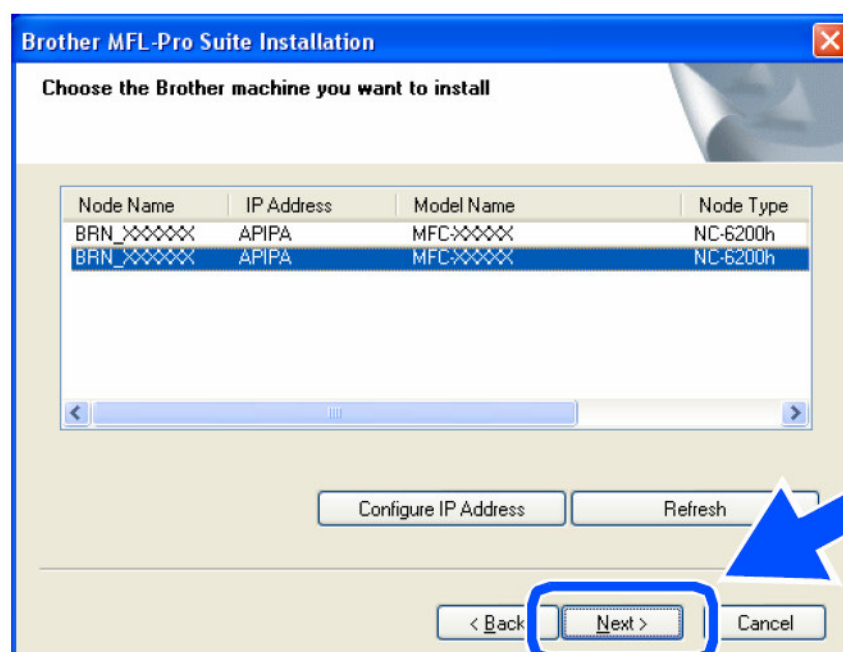 Brother MFL-Pro Suite Installation
Choose the Brother machine you want to install
Node Name IP Address Model Name Node Type
BRN_XXXXXX APIPA MFC-XXXXX NC-6200h
BRN_XXXXXX APIPA MFC-XXXXX NC-6200h
Configure IP Address Refresh
< Back Next > Cancel